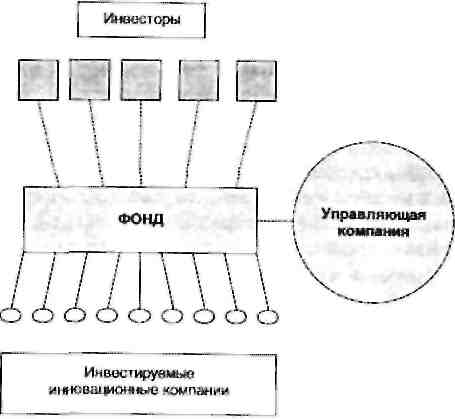 Инвесторы
ФОНД
Управляющая
компания
Инвестируемые
инновационные компании